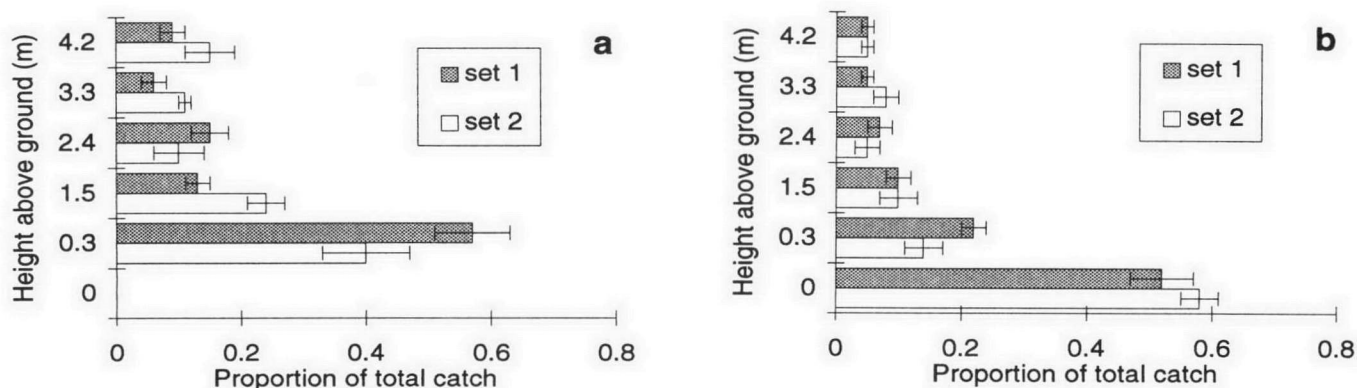 a
Height above ground (m)
4.2
3.3
2.4
1.5
0.3
0
set 1
set 2
0 0.2 0.4 0.6 0.8
Proportion of total catch
b
Height above ground (m)
4.2
3.3
2.4
1.5
0.3
0
set 1
set 2
0 0.2 0.4 0.6 0.8
Proportion of total catch